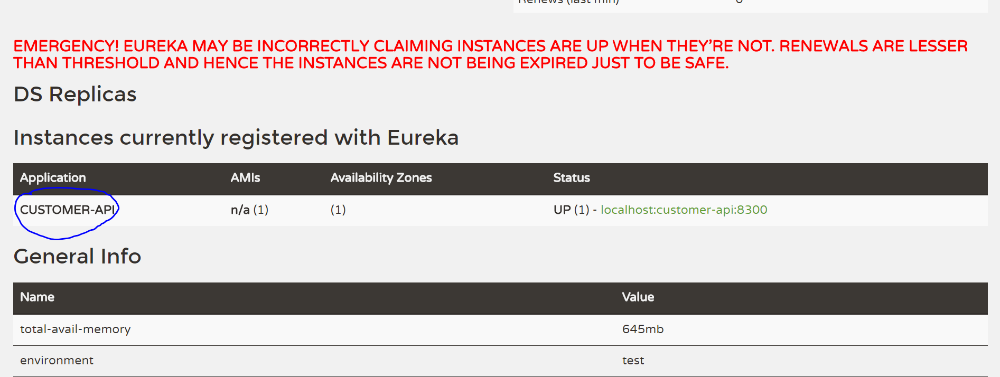 Renews (last min) 0
EMERGENCY! EUREKA MAY BE INCORRECTLY CLAIMING INSTANCES ARE UP WHEN THEY'RE NOT. RENEWALS ARE LESSER
THAN THRESHOLD AND HENCE THE INSTANCES ARE NOT BEING EXPIRED JUST TO BE SAFE.
DS Replicas
Instances currently registered with Eureka
Application AMIs Availability Zones Status
CUSTOMER-API n/a (1) (1) UP (1) - localhost:customer-api:8300
General Info
Name Value
total-avail-memory 645mb
environment test